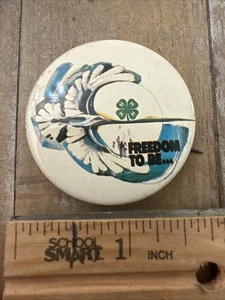 FREEDOM
TO BE...
SCHOOL
SMART
1
INCH